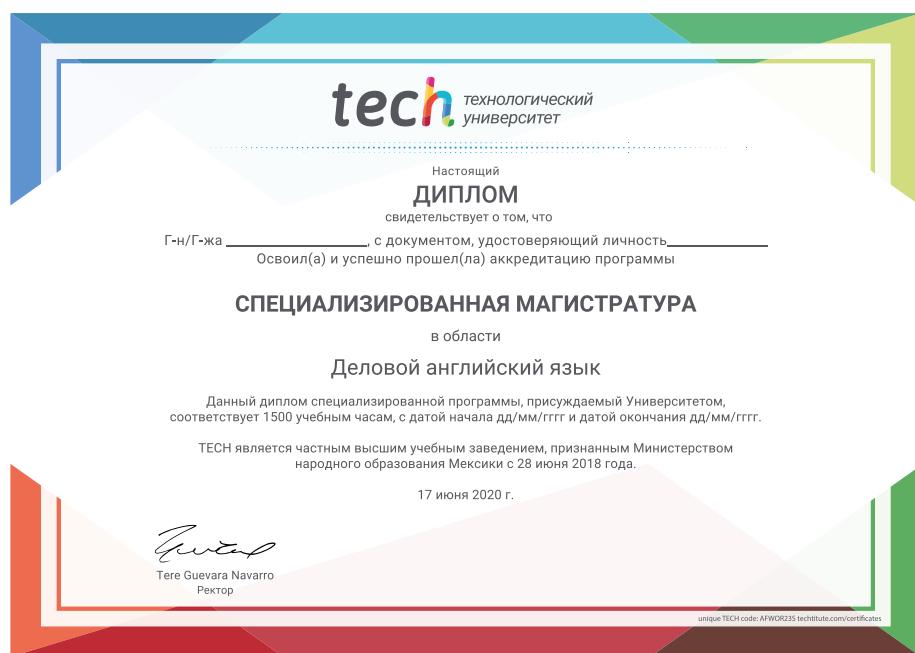 tech технологический
университет
Настоящий
ДИПЛОМ
свидетельствует о том, что
Г-н/Г-жа ____________________, с документом, удостоверяющий личность______________
Освоил(а) и успешно прошел(ла) аккредитацию программы
СПЕЦИАЛИЗИРОВАННАЯ МАГИСТРАТУРА
в области
Деловой английский язык
Данный диплом специализированной программы, присуждаемый Университетом,
соответствует 1500 учебным часам, с датой начала дд/мм/гггг и датой окончания дд/мм/гггг.
TECH является частным высшим учебным заведением, признанным Министерством
народного образования Мексики с 28 июня 2018 года.
17 июня 2020 г.
Tere Guevara Navarro
Ректор
unique TECH code: AFWOR23S techtitute.com/certificates